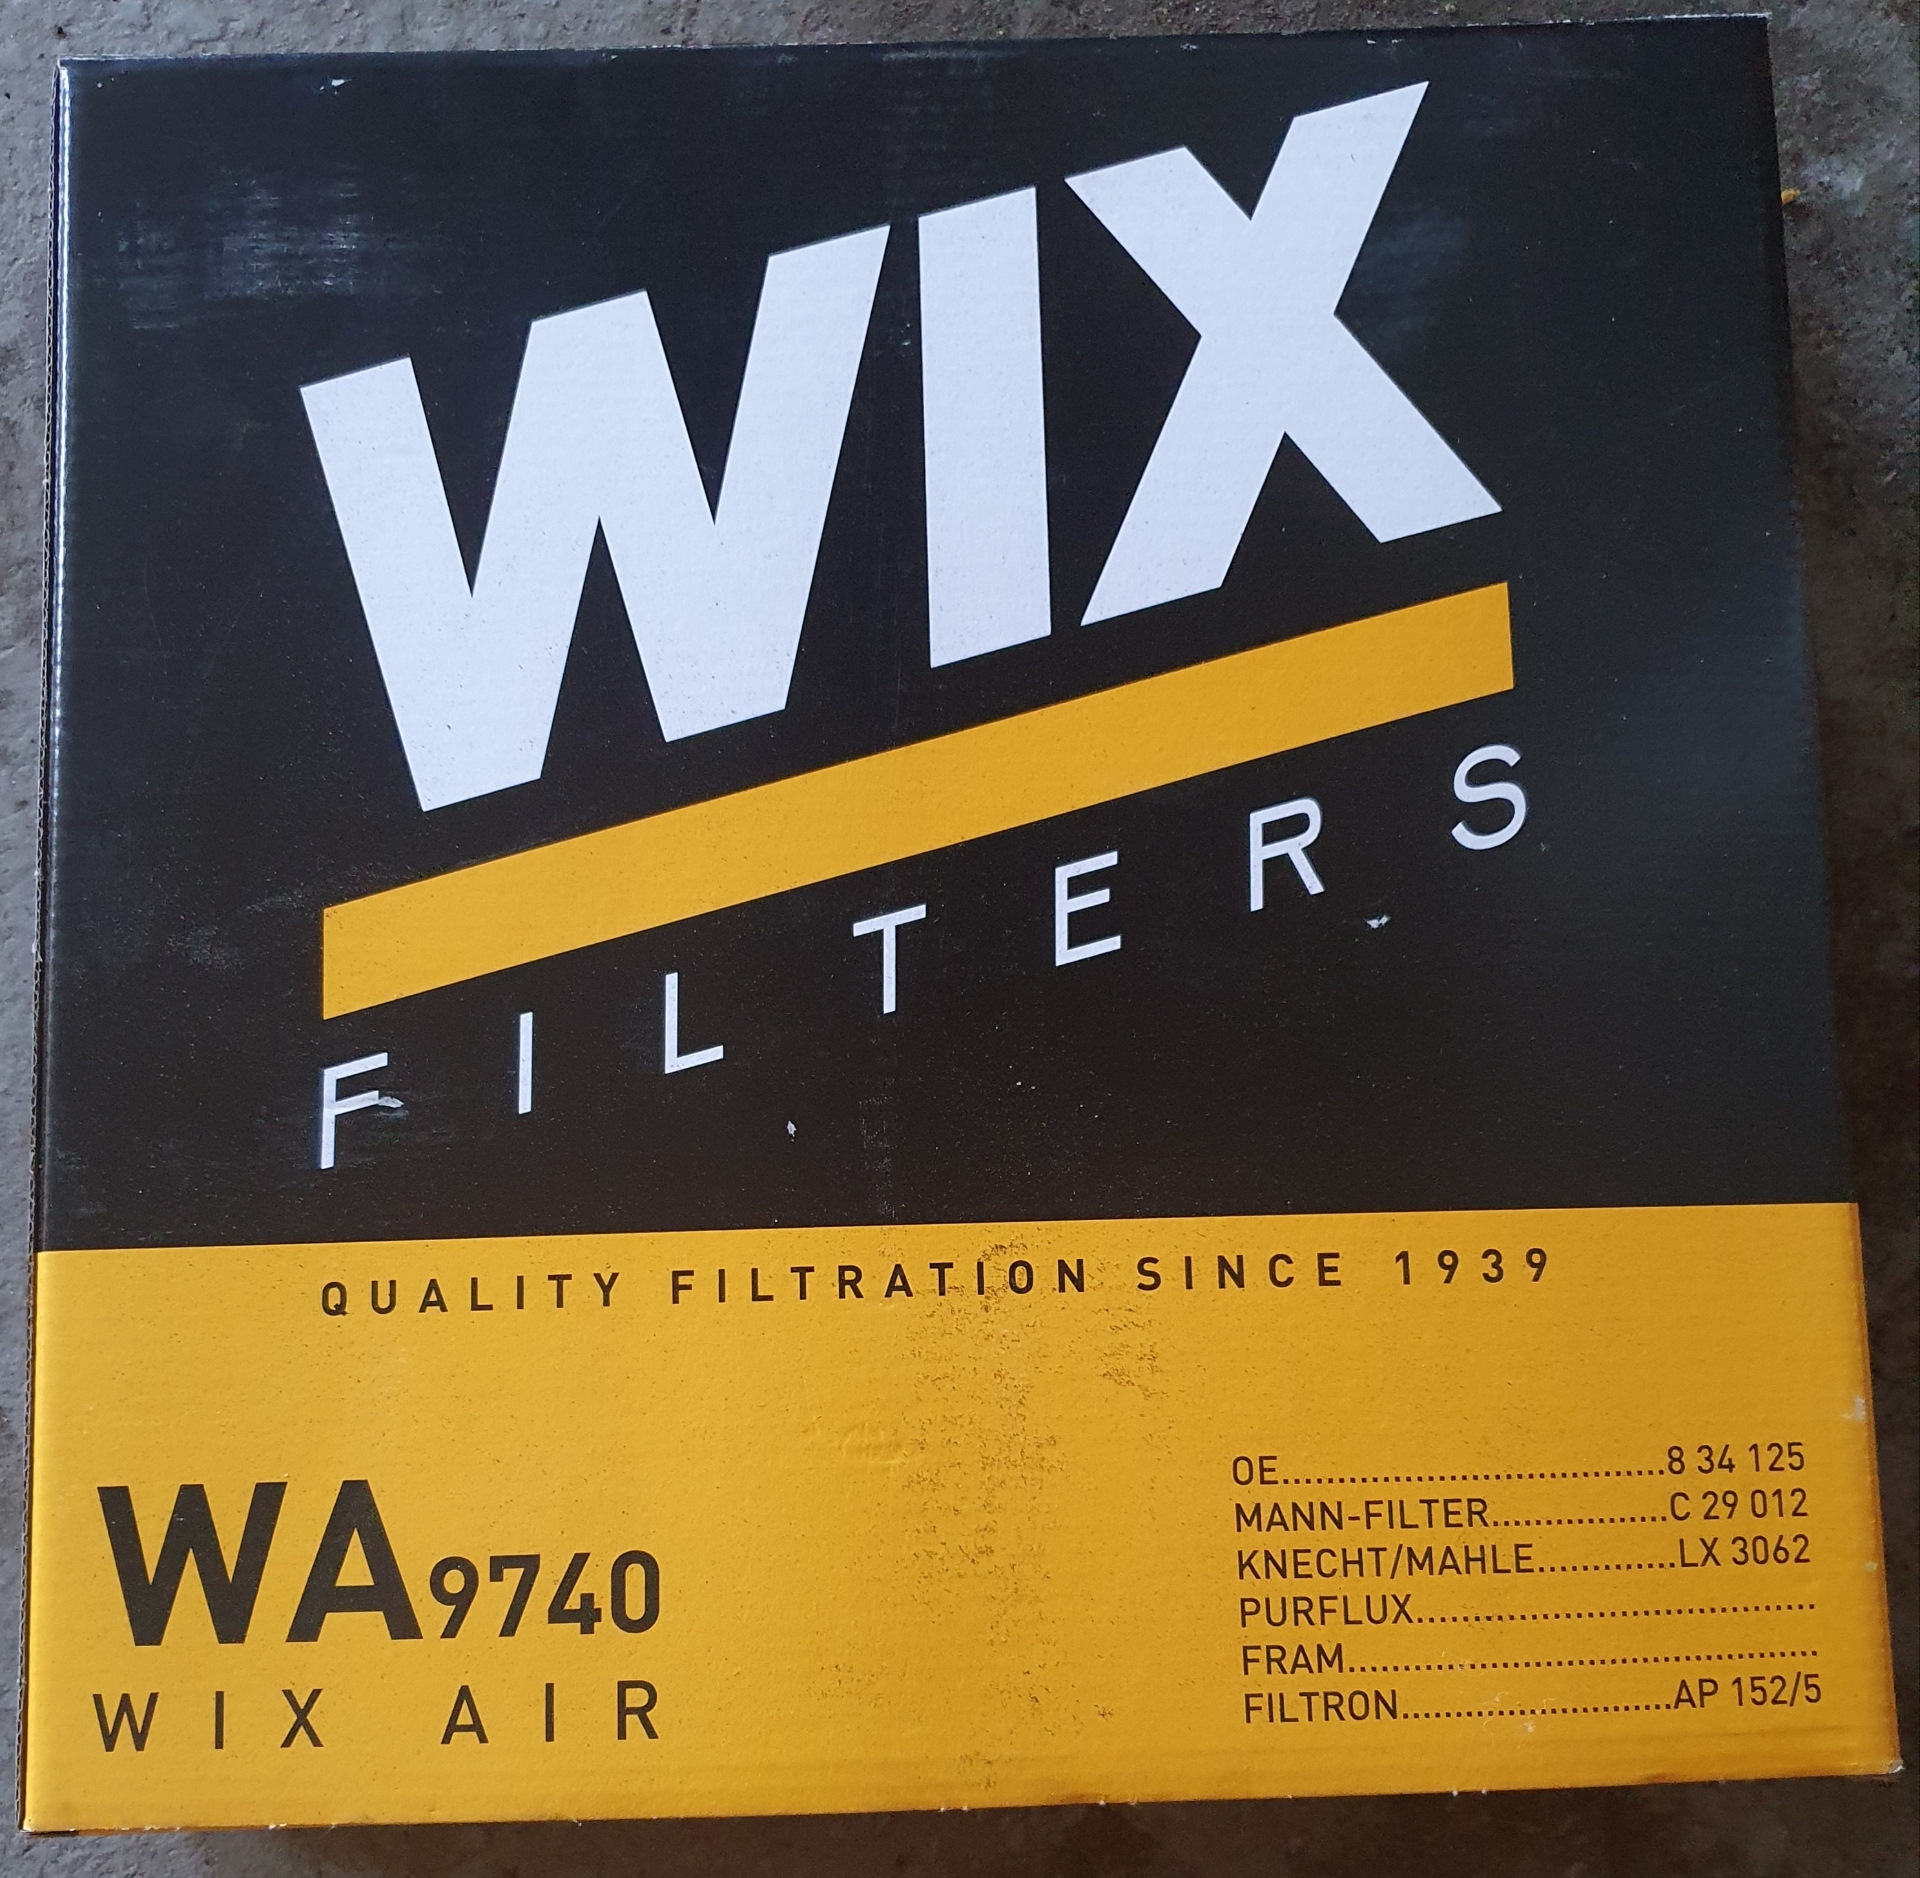 WIX
FILTERS
QUALITY FILTRATION SINCE 1939
WA9740
WIX AIR
OE....................................8 34 125
MANN-FILTER.................C 29 012
KNECHT/MAHLE.............LX 3062
PURFLUX.....................................
FRAM...........................................
FILTRON.........................AP 152/5